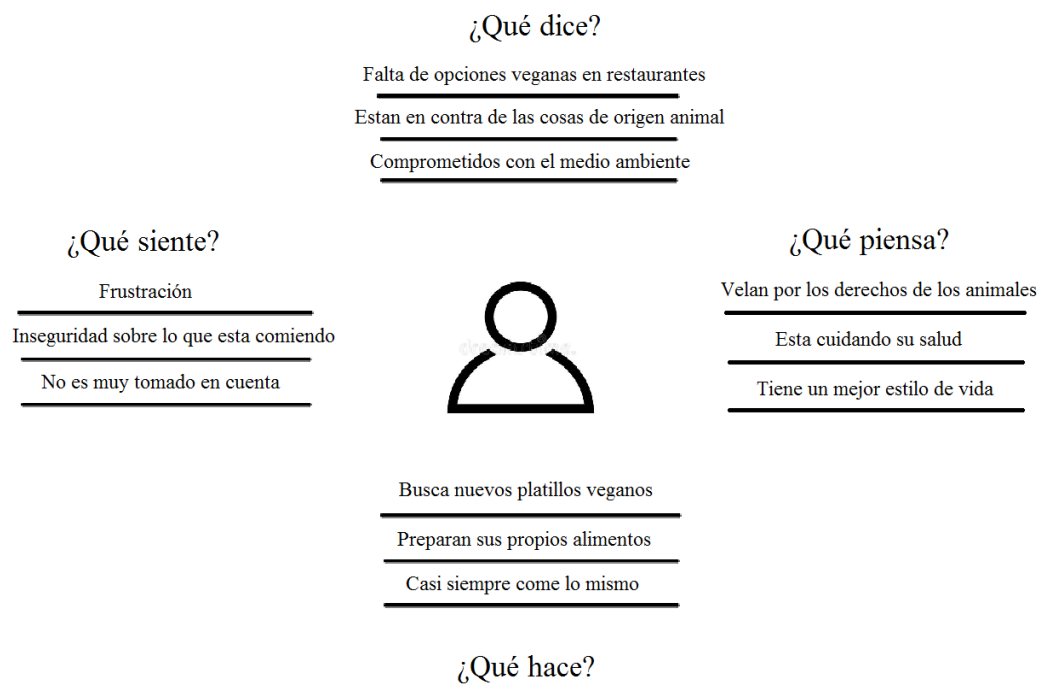 ¿Qué dice?
Falta de opciones veganas en restaurantes
Estan en contra de las cosas de origen animal
Comprometidos con el medio ambiente
¿Qué siente?
Frustración
Inseguridad sobre lo que esta comiendo
No es muy tomado en cuenta
¿Qué piensa?
Velan por los derechos de los animales
Esta cuidando su salud
Tiene un mejor estilo de vida
Busca nuevos platillos veganos
Preparan sus propios alimentos
Casi siempre come lo mismo
¿Qué hace?